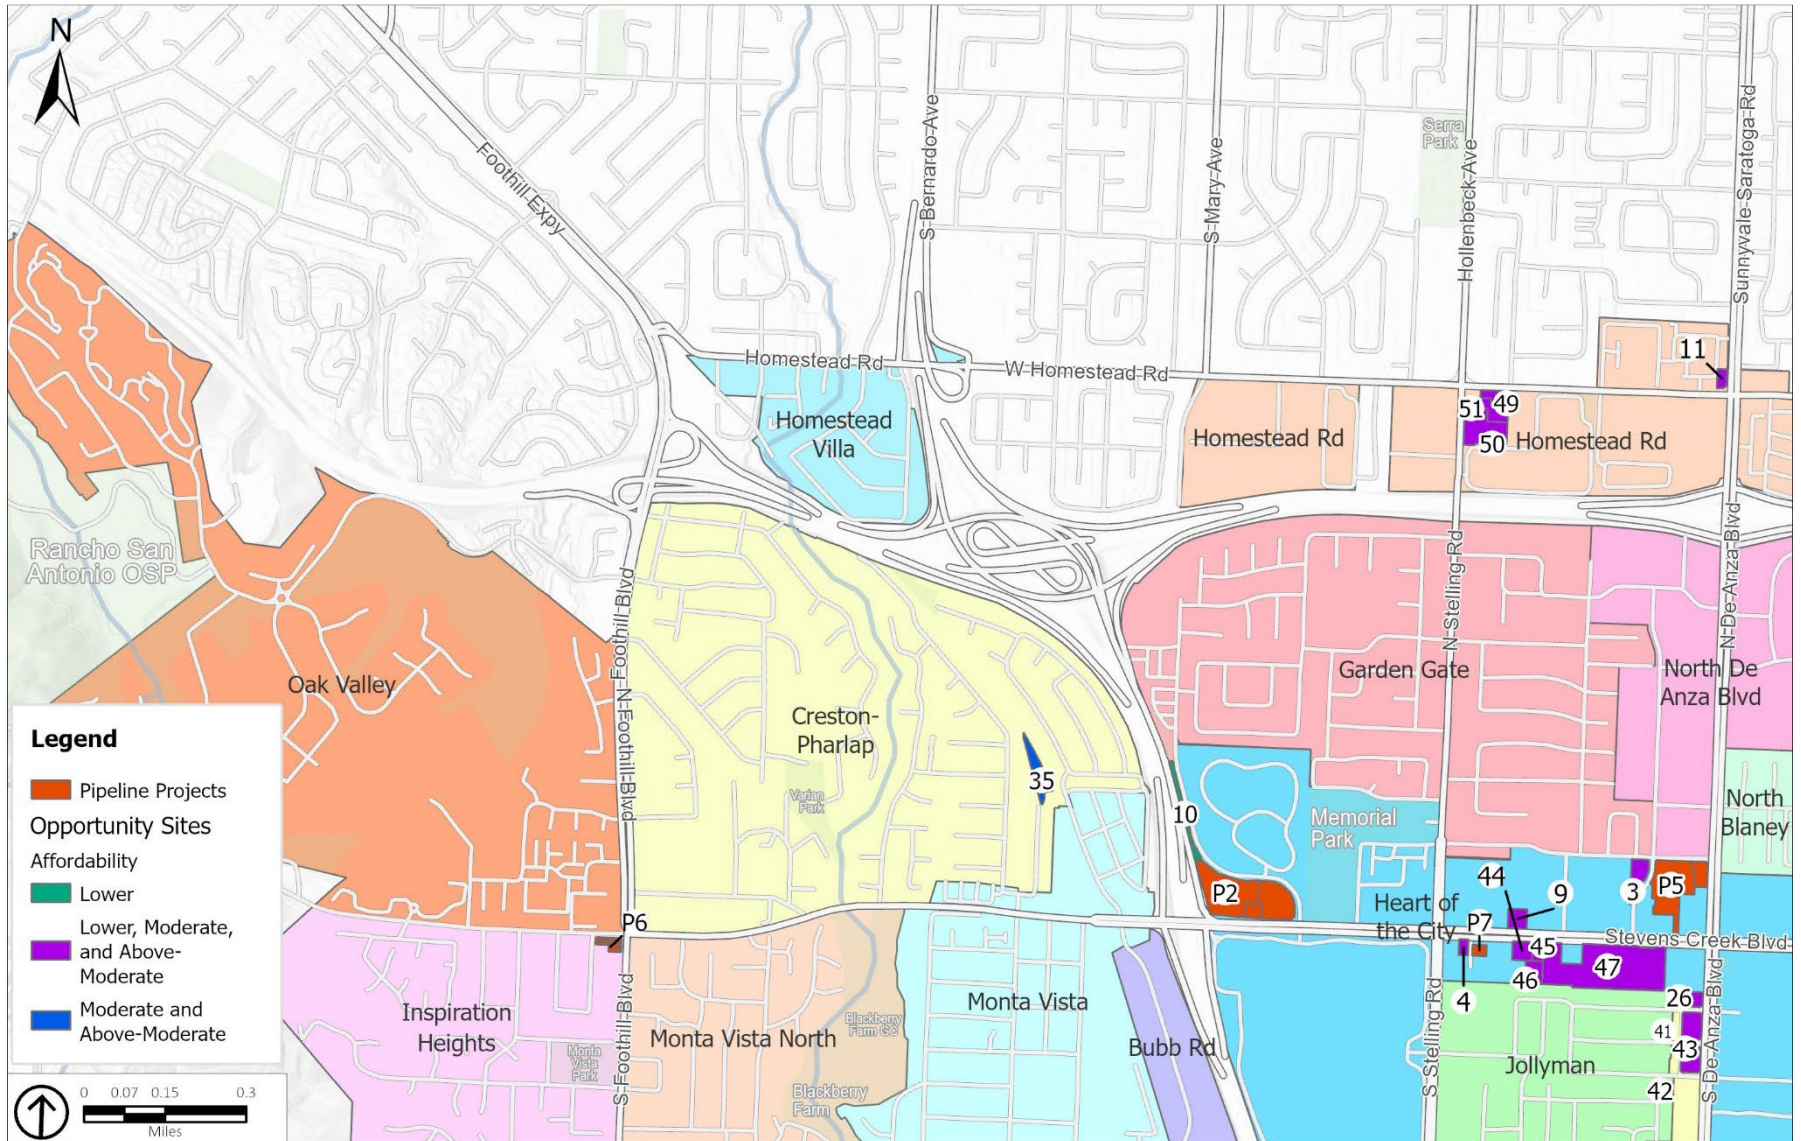 N
Foothill-Expy
S-Bernardo-Ave
S-Mary-Ave
Serra
Park
Hollenbeck-Ave
Sunnyvale-Saratoga-Rd
Homestead Rd
W Homestead Rd
11
51
49
50
Homestead
Villa
Homestead Rd
Homestead Rd
Rancho San
Antonio OSP
N-Foothill-Blvd
N-Foothill-Blvd
N-Stelling-Rd
N-De-Anza-Blvd
Oak Valley
Creston-
Pharlap
Garden Gate
North De
Anza Blvd
35
Varian
Park
10
Memorial
Park
North
Blaney
Legend
Pipeline Projects
Opportunity Sites
Affordability
Lower
Lower, Moderate,
and Above-
Moderate
Moderate and
Above-Moderate
P6
P2
Heart of
the City
44
9
3
P5
P7
Stevens Creek Blvd
45
47
46
4
26
41
43
42
Inspiration
Heights
Monta
Vista
Park
S-Foothill-Blvd
Monta Vista North
Blackberry
Farm GC
Blackberry
Farm
Monta Vista
Bubb Rd
S-Stelling-Rd
Jollyman
S-De-Anza-Blvd
0 0.07 0.15 0.3
Miles